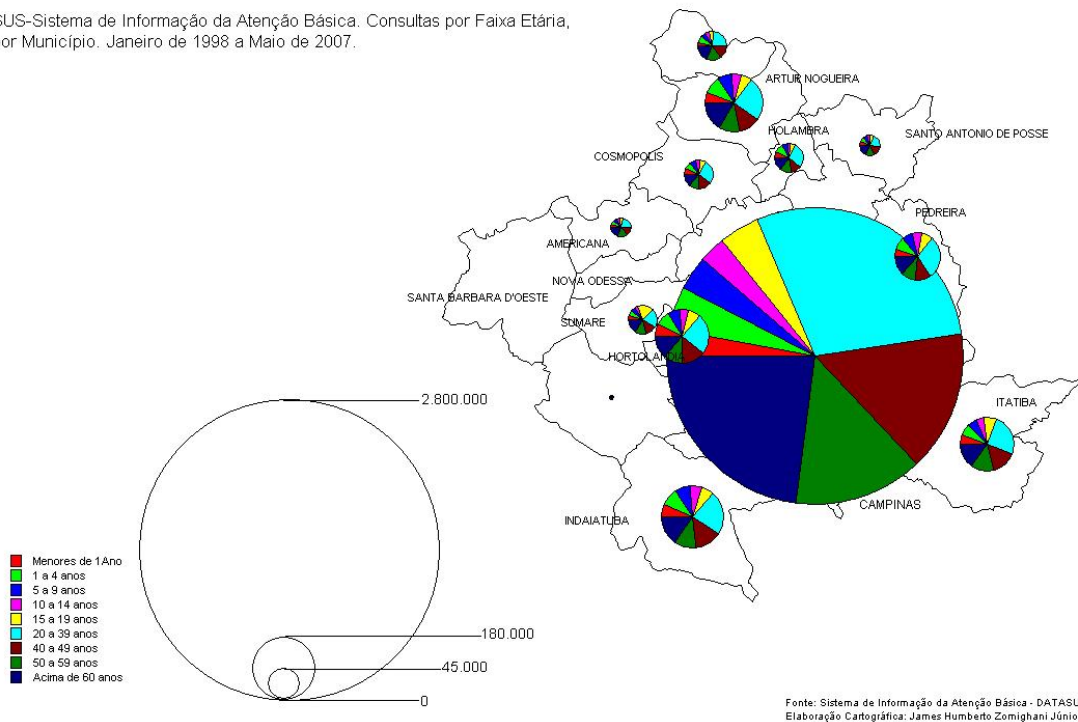 SUS-Sistema de Informação da Atenção Básica. Consultas por Faixa Etária,
por Município. Janeiro de 1998 a Maio de 2007.
ARTUR NOGUEIRA
HOLAMBRA
SANTO ANTONIO DE POSSE
COSMOPOLIS
PEDREIRA
AMERICANA
NOVA ODESSA
SANTA BARBARA D'OESTE
SUMARE
HORTOLANDIA
ITATIBA
CAMPINAS
INDAIATUBA
2.800.000
180.000
45.000
0
Menores de 1Ano
1 a 4 anos
5 a 9 anos
10 a 14 anos
15 a 19 anos
20 a 39 anos
40 a 49 anos
50 a 59 anos
Acima de 60 anos
Fonte: Sistema de Informação da Atenção Básica - DATASU
Elaboração Cartográfica: James Humberto Zomighani Júnio